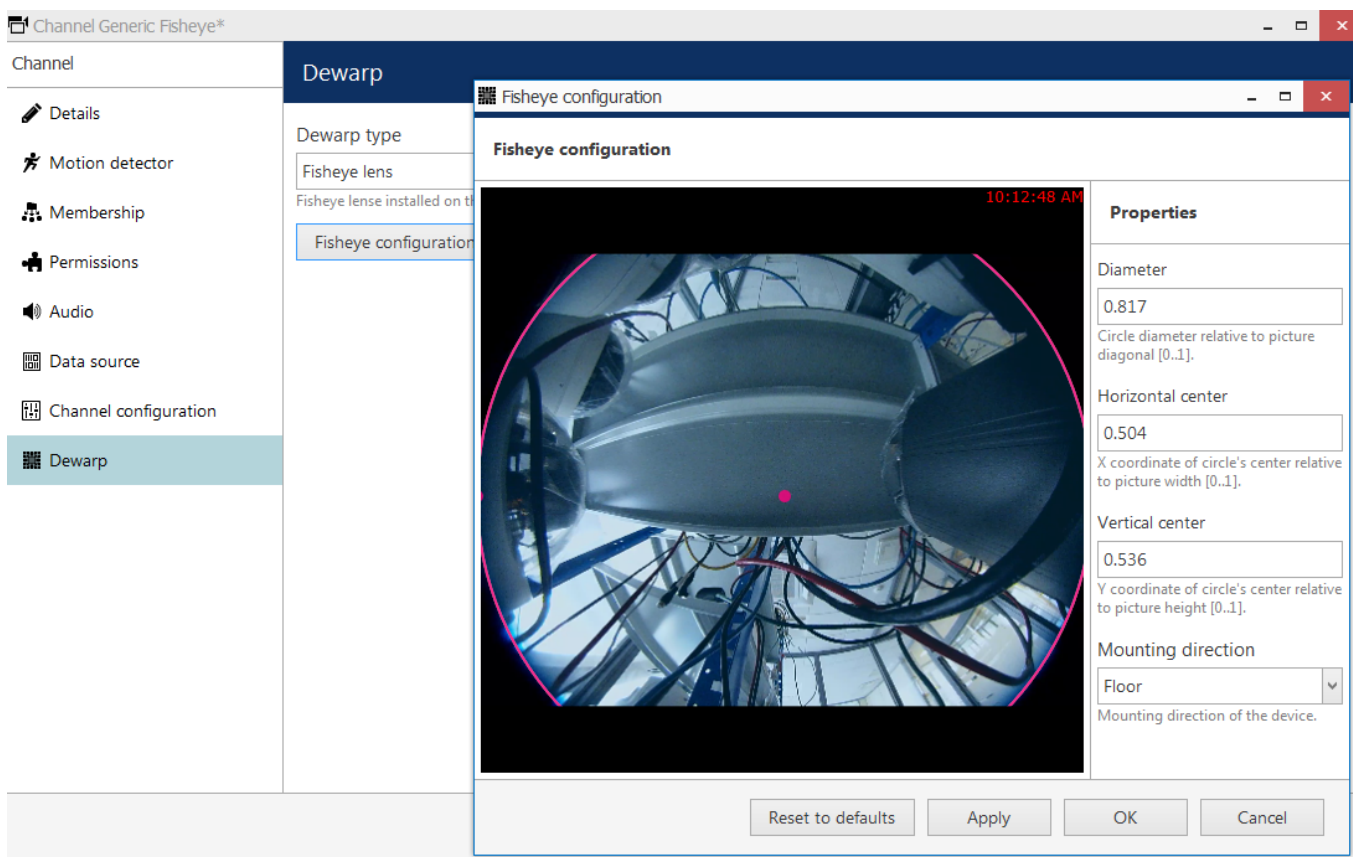 Channel Generic Fisheye*
Channel
Details
Motion detector
Membership
Permissions
Audio
Data source
Channel configuration
Dewarp
Dewarp
Dewarp type
Fisheye lens
Fisheye lense installed on
Fisheye configuration
Fisheye configuration
Fisheye configuration
10:12:48 AM
Properties
Diameter
0.817
Circle diameter relative to picture
diagonal [0..1].
Horizontal center
0.504
X coordinate of circle's center relative
to picture width [0..1].
Vertical center
0.536
Y coordinate of circle's center relative
to picture height [0..1].
Mounting direction
Floor
Mounting direction of the device.
Reset to defaults
Apply
OK
Cancel